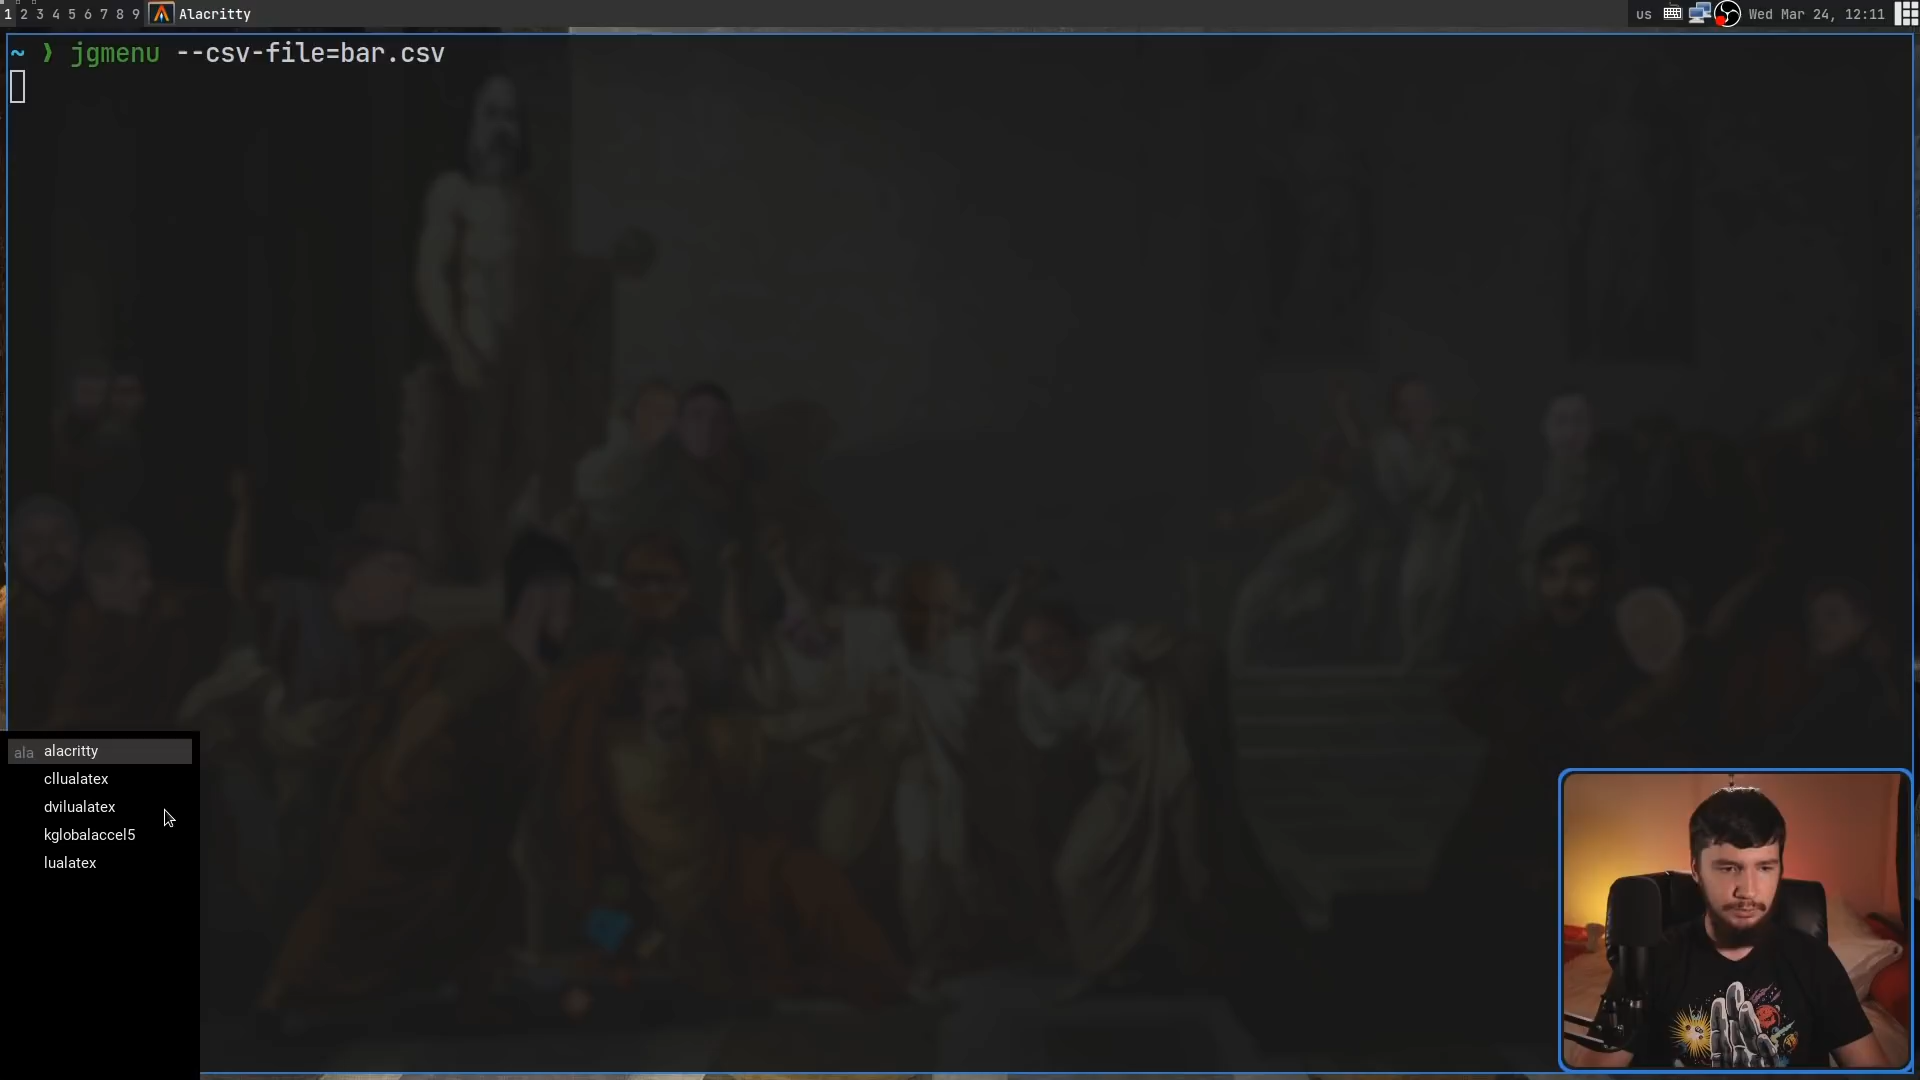 1 2 3 4 5 6 7 8 9 Alacritty us Wed Mar 24, 12:11
~ ❯ jgmenu --csv-file=bar.csv
ala alacritty
cllualatex
dvilualatex
kglobalaccel5
lualatex